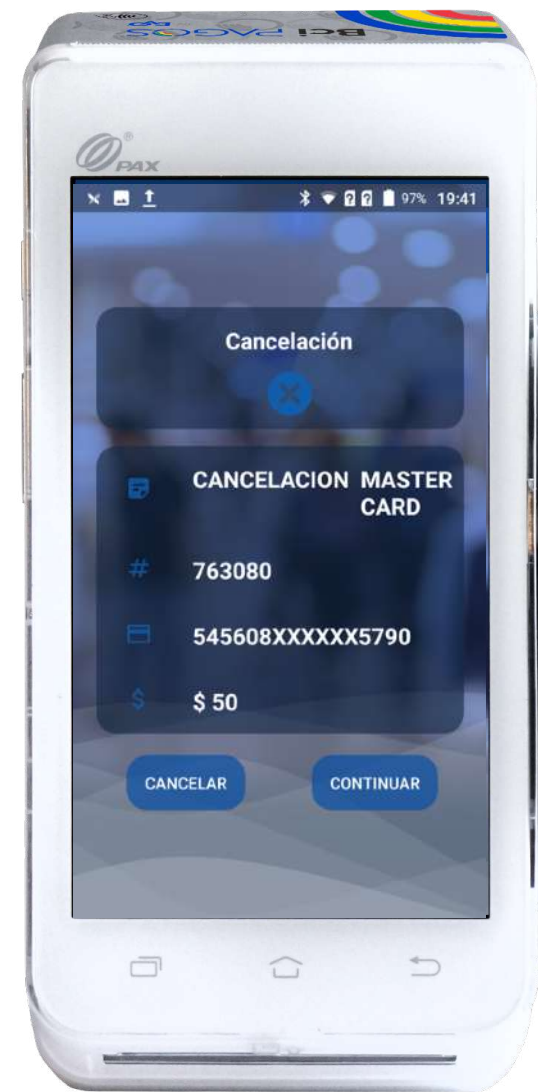 Bci PAGOS
PAX
97% 19:41
Cancelación
CANCELACION MASTER
CARD
# 763080
545608XXXXXX5790
$ $ 50
CANCELAR CONTINUAR